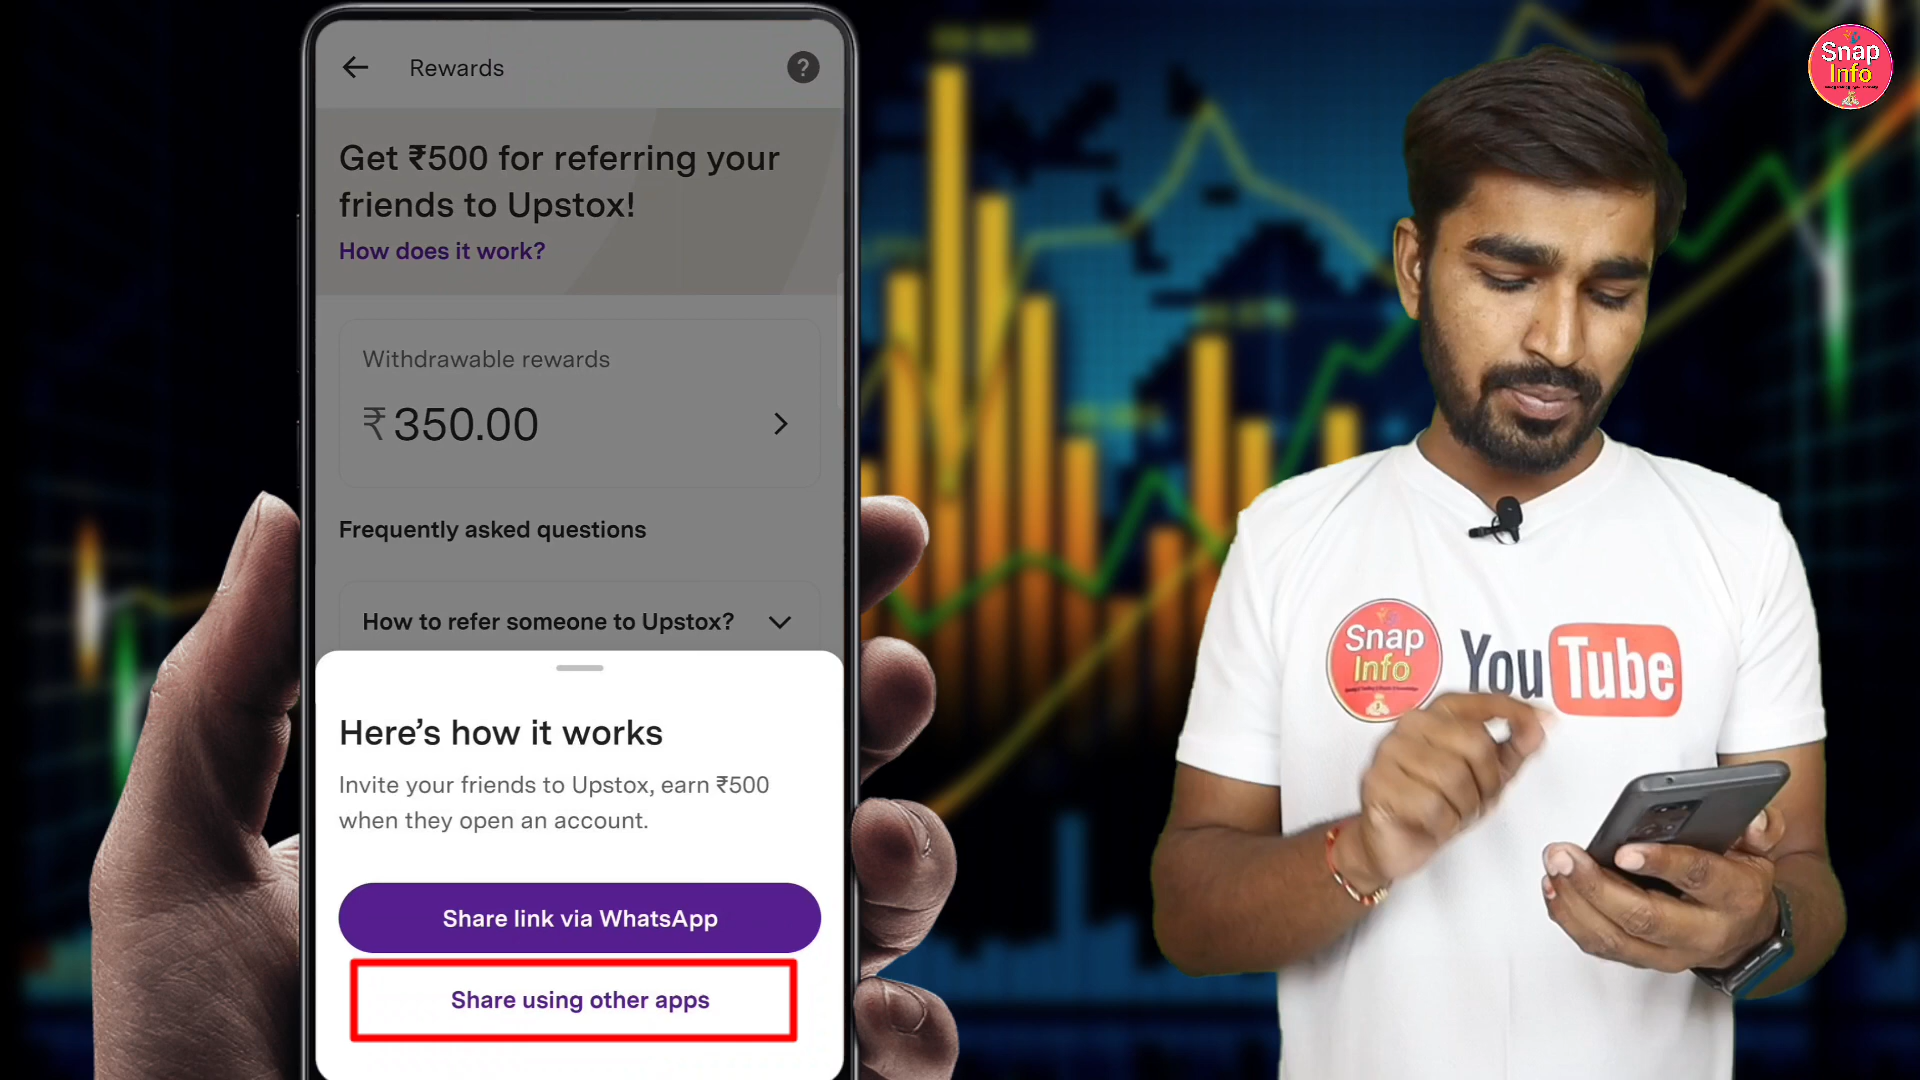 Rewards
?
Get ₹500 for referring your
friends to Upstox!
How does it work?
Withdrawable rewards
₹350.00
Frequently asked questions
How to refer someone to Upstox?
Here’s how it works
Invite your friends to Upstox, earn ₹500
when they open an account.
Share link via WhatsApp
Share using other apps
Snap
Info
Snap
Info
YouTube